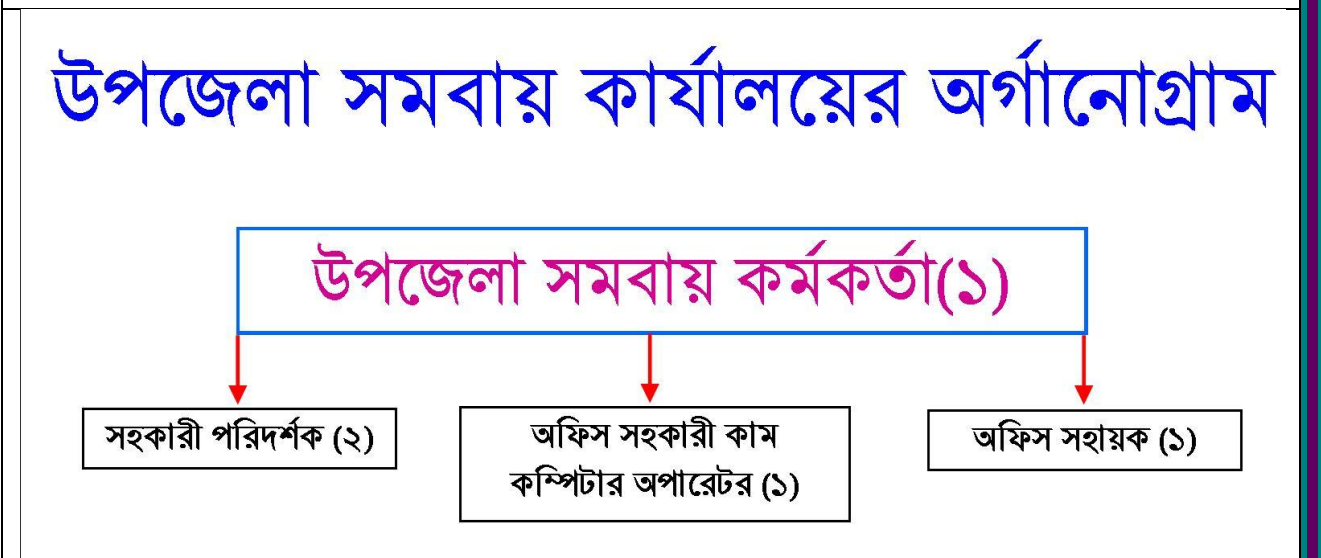 উপজেলা সমবায় কার্যালয়ের অর্গানোগ্রাম
উপজেলা সমবায় কর্মকর্তা(১)
সহকারী পরিদর্শক (২)
অফিস সহকারী কাম
কম্পিটার অপারেটর (১)
অফিস সহায়ক (১)